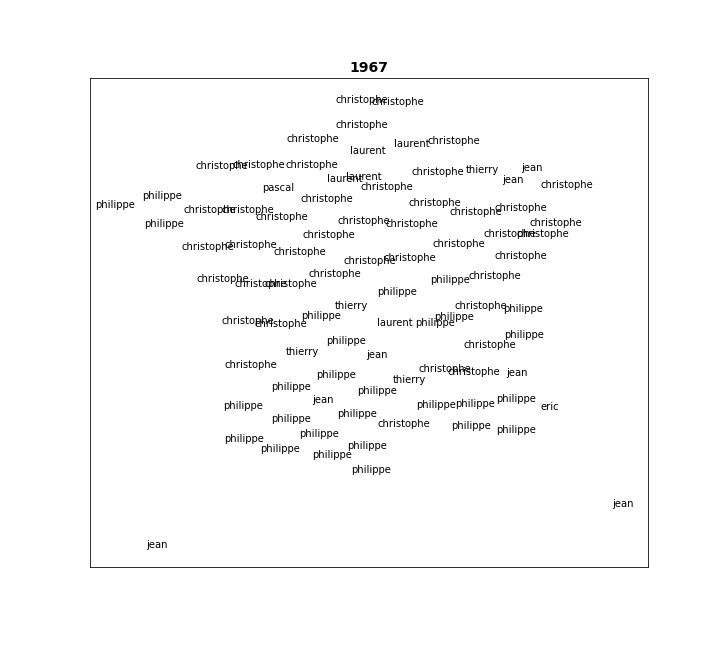 1967
christophe christophe
christophe
christophe laurent christophe
laurent
christophe christophe christophe christophe thierry jean
laurent laurent jean
pascal christophe christophe
philippe philippe christophe
philippe christophe christophe christophe christophe christophe
christophe christophe christophe christophe
christophe christophe christophe
christophe christophe christophe
christophe christophe christophe christophe
christophe christophe christophe philippe christophe
christophe christophe philippe
thierry christophe philippe
christophe christophe philippe laurent philippe philippe
philippe philippe
thierry jean christophe
christophe philippe christophe christophe jean
philippe thierry
philippe jean philippe philippe philippe eric
philippe philippe philippe
philippe christophe philippe philippe
philippe philippe philippe
philippe philippe
philippe
jean
jean